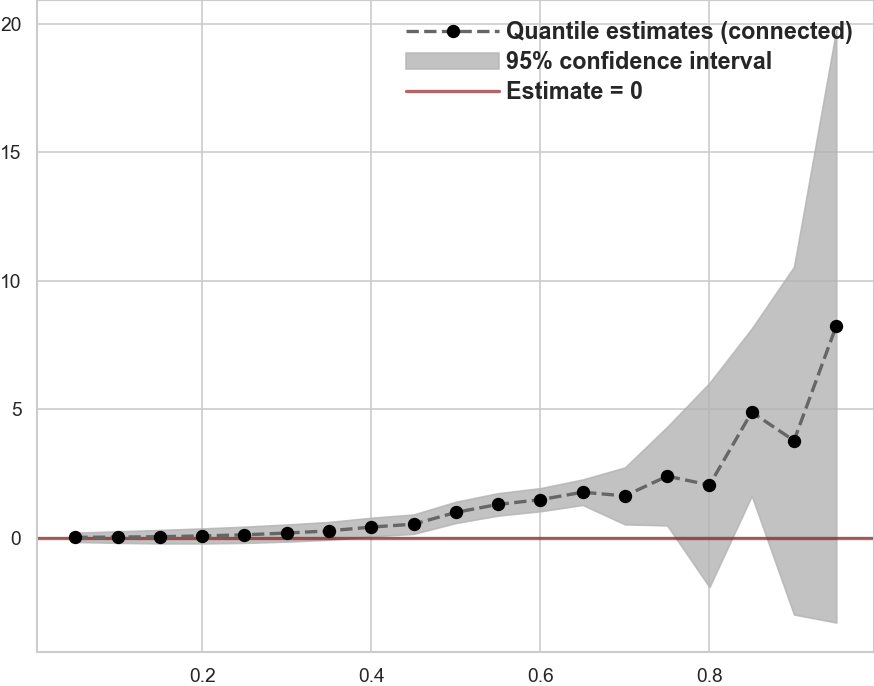 20
Quantile estimates (connected)
95% confidence interval
Estimate = 0
15
10
5
0
0.2 0.4 0.6 0.8